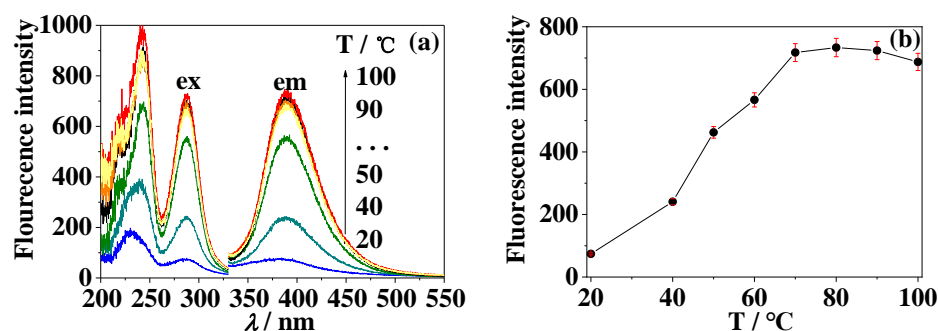 Flourecence intensity
1000
800
600
400
200
0
200 250 300 350 400 450 500 550
λ / nm
ex
em
T / ℃ (a)
100
90
...
50
40
20
Fluorescence intensity
800
600
400
200
0
20 40 60 80 100
T / °C
(b)